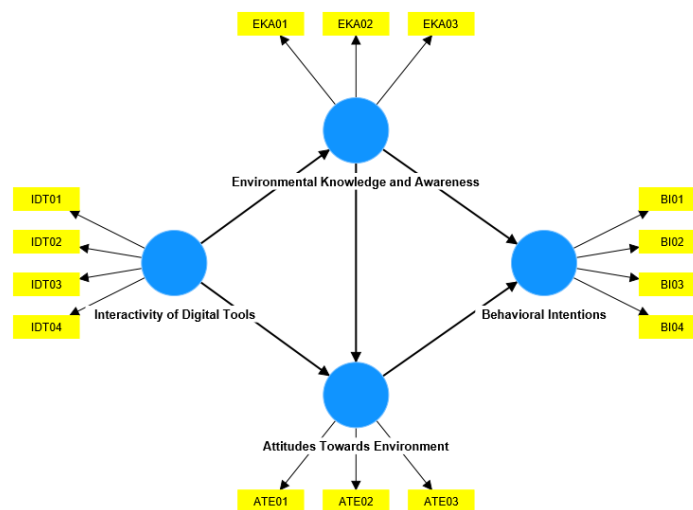 EKA01 EKA02 EKA03
Environmental Knowledge and Awareness
IDT01
IDT02
IDT03
IDT04
Interactivity of Digital Tools
BI01
BI02
BI03
BI04
Behavioral Intentions
Attitudes Towards Environment
ATE01 ATE02 ATE03